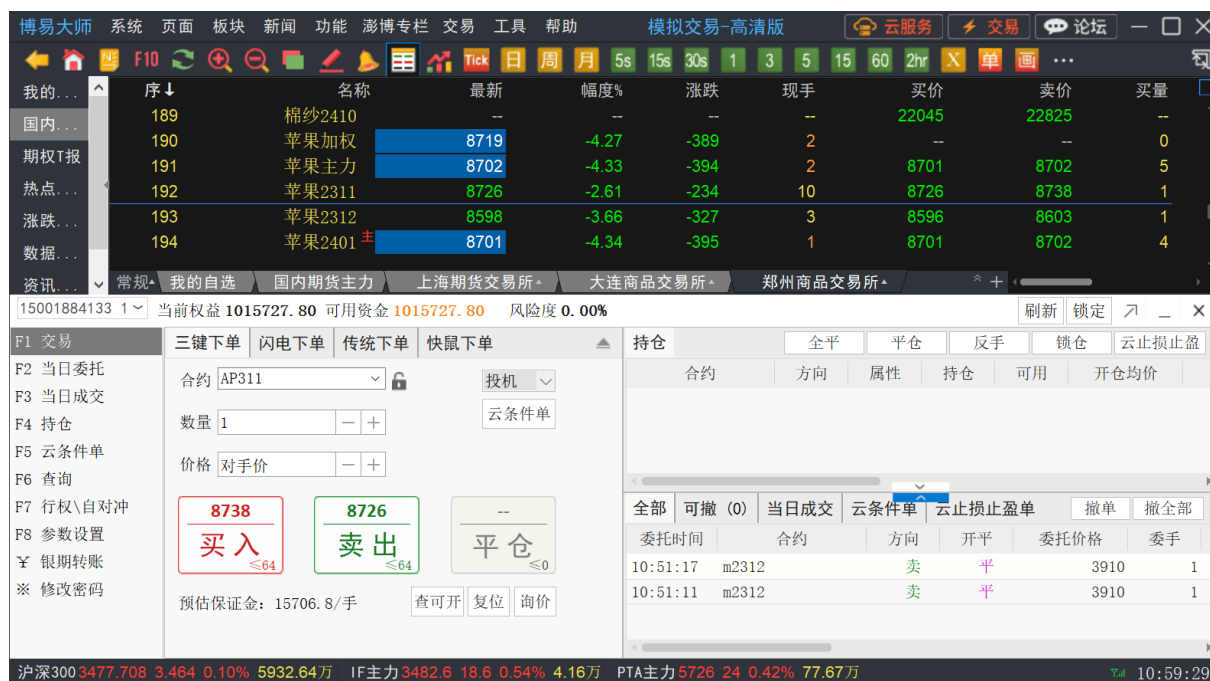 博易大师 系统 页面 板块 新闻 功能 澎博专栏 交易 工具 帮助 模拟交易-高清版 云服务 交易 论坛
F10 Tick 日 周 月 5s 15s 30s 1 3 5 15 60 2hr X 单 画 ...
我的...
国内...
期权T报
热点...
涨跌...
数据...
资讯...
序↓ 名称 最新 幅度% 涨跌 现手 买价 卖价 买量
189 棉纱2410 -- -- -- -- 22045 22825 --
190 苹果加权 8719 -4.27 -389 2 -- -- 0
191 苹果主力 8702 -4.33 -394 2 8701 8702 5
192 苹果2311 8726 -2.61 -234 10 8726 8738 1
193 苹果2312 8598 -3.66 -327 3 8596 8603 1
194 苹果2401 主 8701 -4.34 -395 1 8701 8702 4
常规 我的自选 国内期货主力 上海期货交易所 大连商品交易所 郑州商品交易所
15001884133 1 当前权益 1015727.80 可用资金 1015727.80 风险度 0.00% 刷新 锁定
F1 交易
F2 当日委托
F3 当日成交
F4 持仓
F5 云条件单
F6 查询
F7 行权\自对冲
F8 参数设置
¥ 银期转账
※ 修改密码
三键下单 闪电下单 传统下单 快鼠下单
合约 AP311 投机
数量 1 云条件单
价格 对手价
8738 8726 --
买入 卖出 平仓
≤64 ≤64 ≤0
预估保证金: 15706.8/手 查可开 复位 询价
持仓 全平 平仓 反手 锁仓 云止损止盈
合约 方向 属性 持仓 可用 开仓均价
全部 可撤 (0) 当日成交 云条件单 云止损止盈单 撤单 撤全部
委托时间 合约 方向 开平 委托价格 委手
10:51:17 m2312 卖 平 3910 1
10:51:11 m2312 卖 平 3910 1
沪深300 3477.708 3.464 0.10% 5932.64万 IF主力 3482.6 18.6 0.54% 4.16万 PTA主力 5726 24 0.42% 77.67万 10:59:29